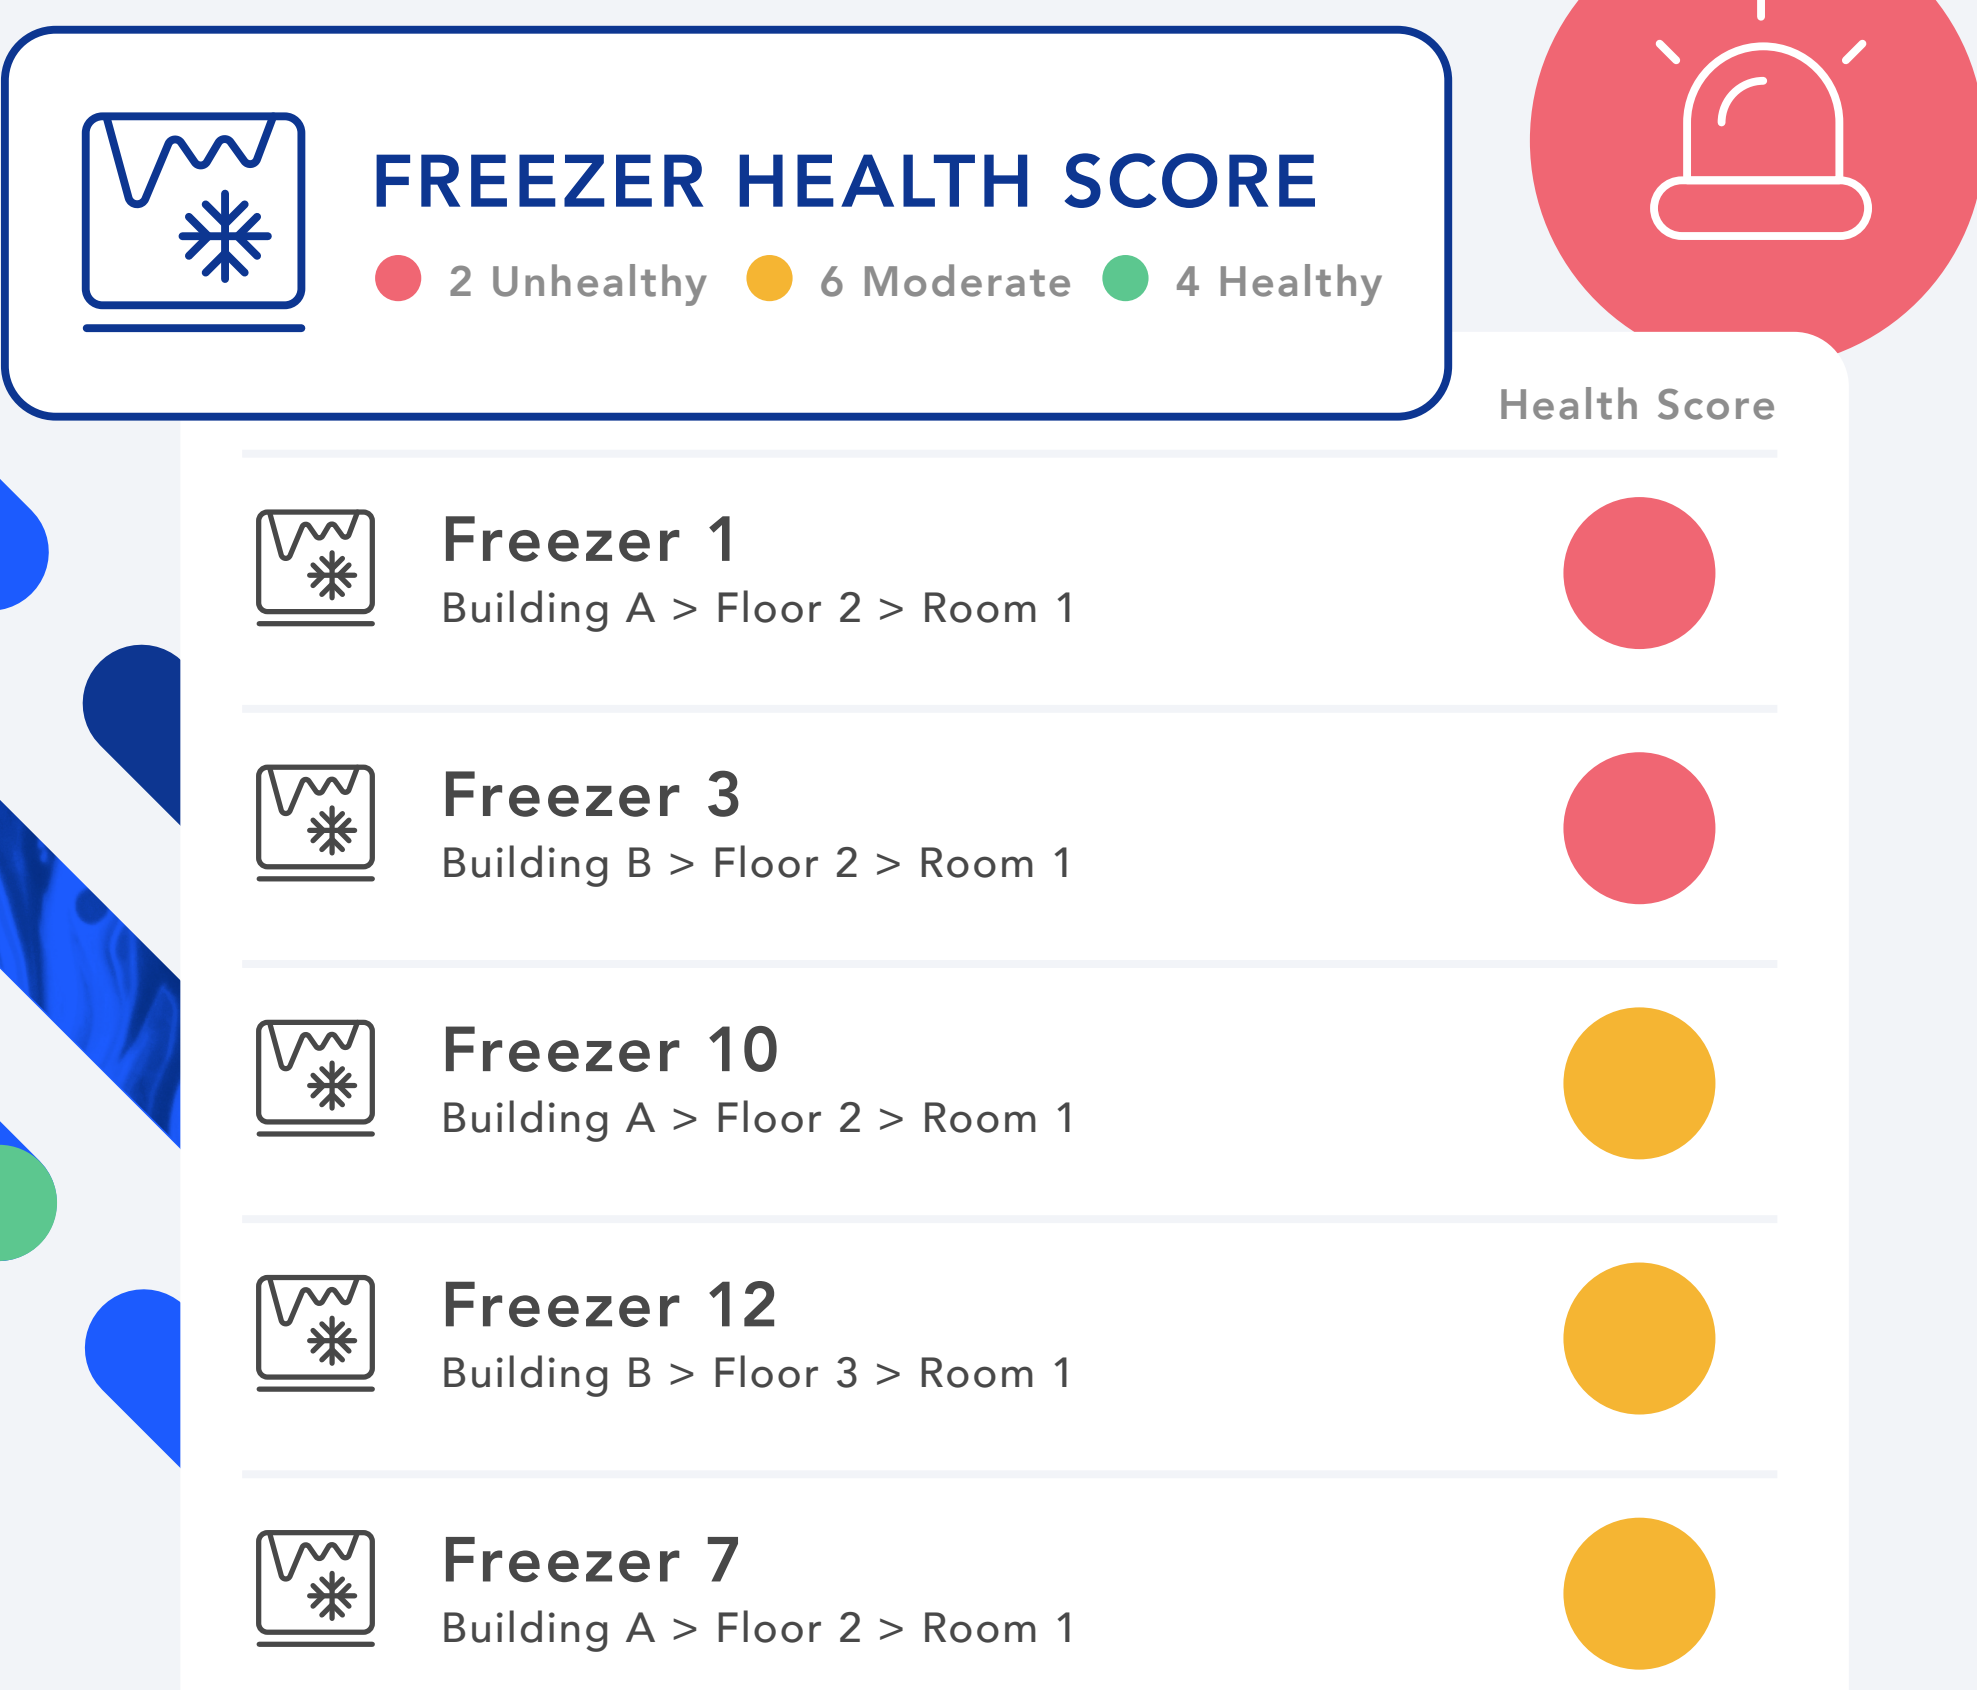 FREEZER HEALTH SCORE
2 Unhealthy 6 Moderate 4 Healthy
Health Score
Freezer 1
Building A > Floor 2 > Room 1
Freezer 3
Building B > Floor 2 > Room 1
Freezer 10
Building A > Floor 2 > Room 1
Freezer 12
Building B > Floor 3 > Room 1
Freezer 7
Building A > Floor 2 > Room 1